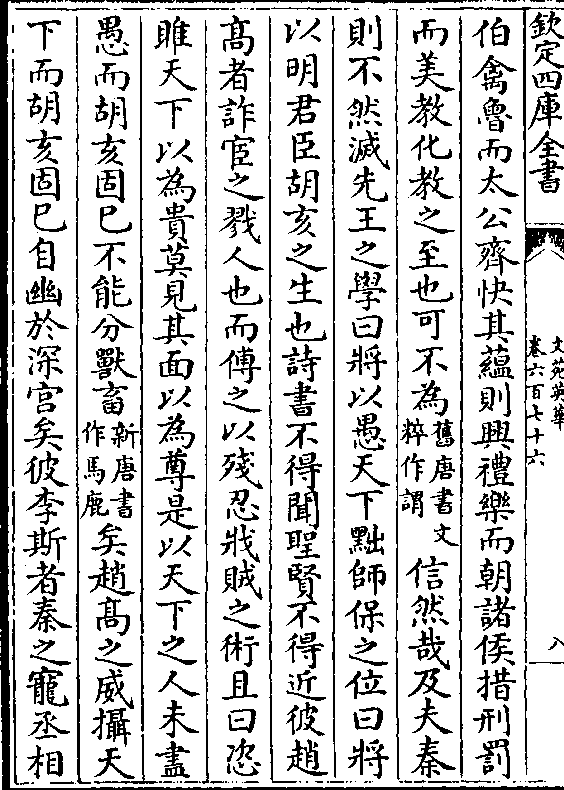 欽定四庫全書
文苑英華
卷六百七十六
八
伯禽魯而太公齊快其蘊則興禮樂而朝諸侯措刑罰
而美教化教之至也可不為舊唐書文粹作謂信然哉及夫秦
則不然滅先王之學曰將以愚天下黜師保之位曰將
以明君臣胡亥之生也詩書不得聞聖賢不得近彼趙
高者詐宦之戮人也而傅之以殘忍戕賊之術且曰恣
睢天下以為貴莫見其面以為尊是以天下之人未盡
愚而胡亥固已不能分獸畜新唐書作馬鹿矣趙高之威攝天
下而胡亥固已自幽於深宮矣彼李斯者秦之寵丞相